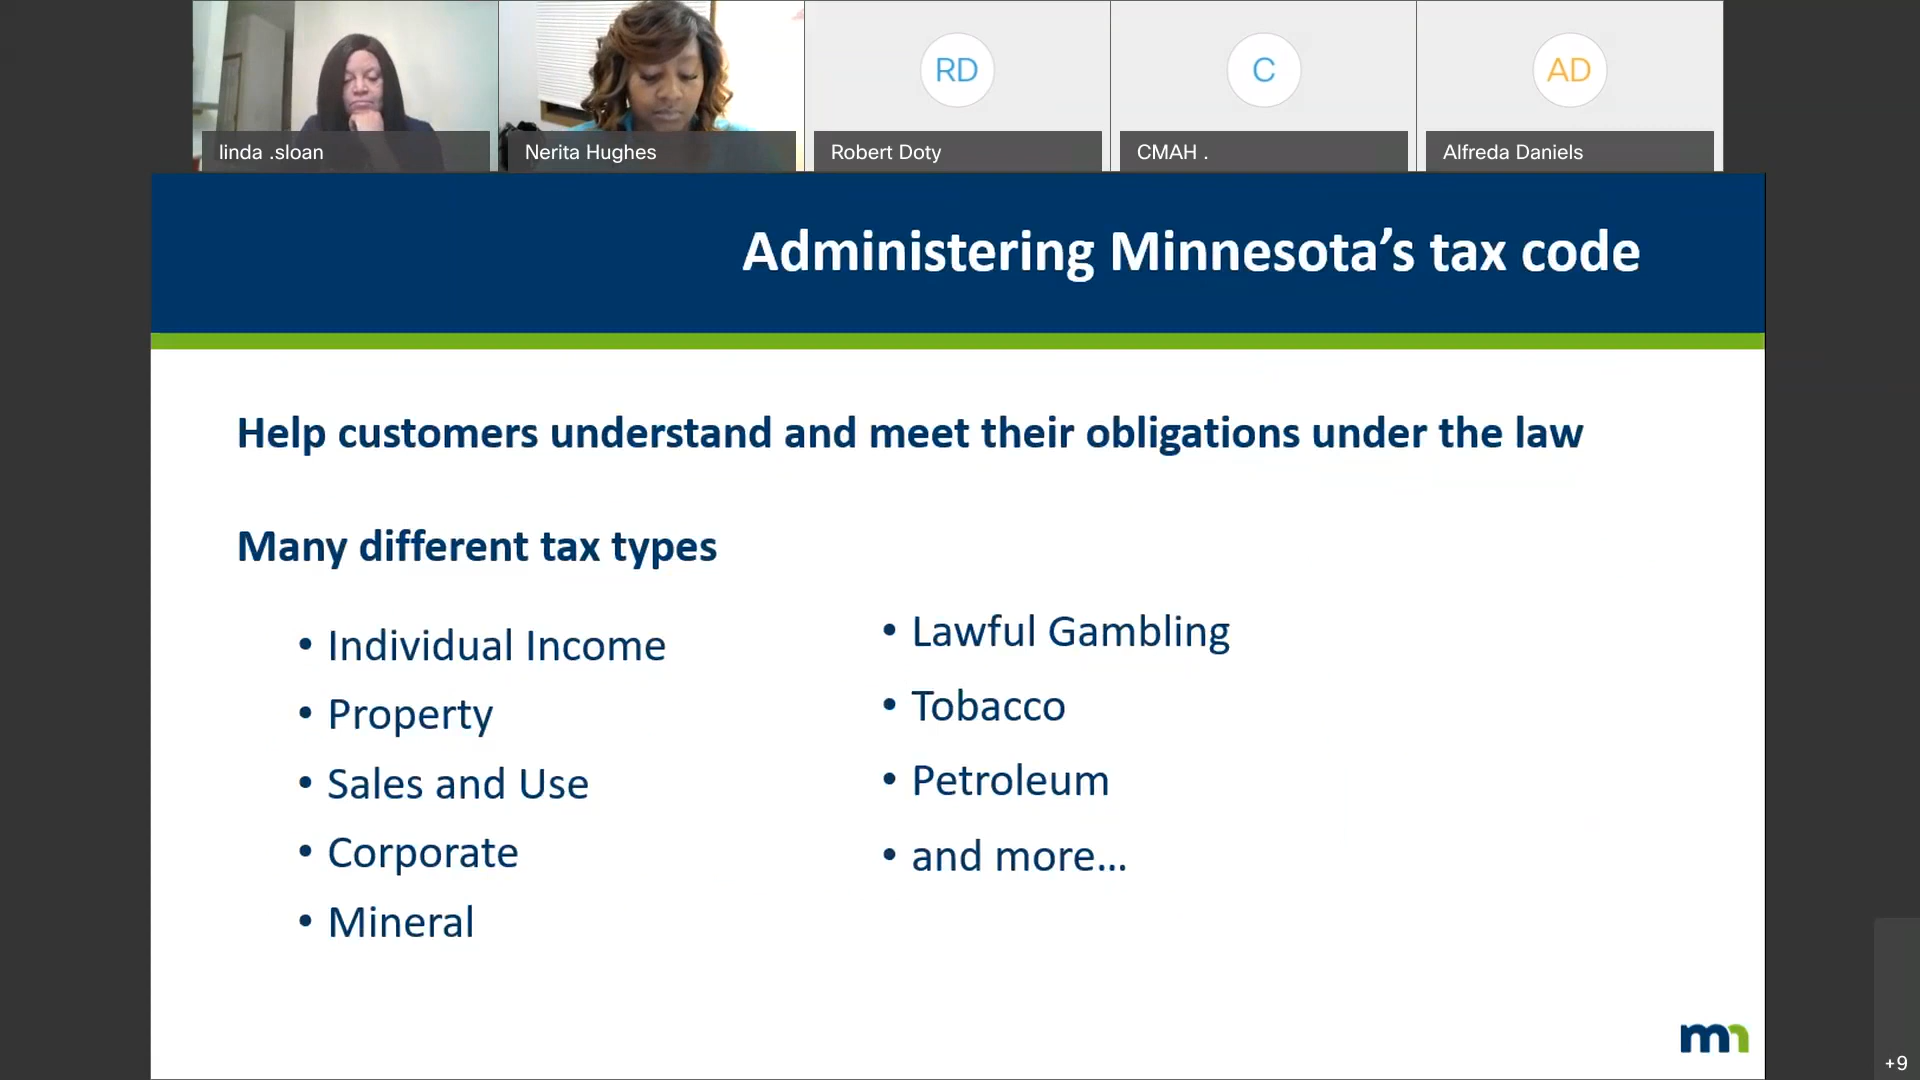 RD
C
AD
linda .sloan
Nerita Hughes
Robert Doty
CMAH .
Alfreda Daniels
Administering Minnesota’s tax code
Help customers understand and meet their obligations under the law
Many different tax types
• Individual Income
• Property
• Sales and Use
• Corporate
• Mineral
• Lawful Gambling
• Tobacco
• Petroleum
• and more…
mn
+9